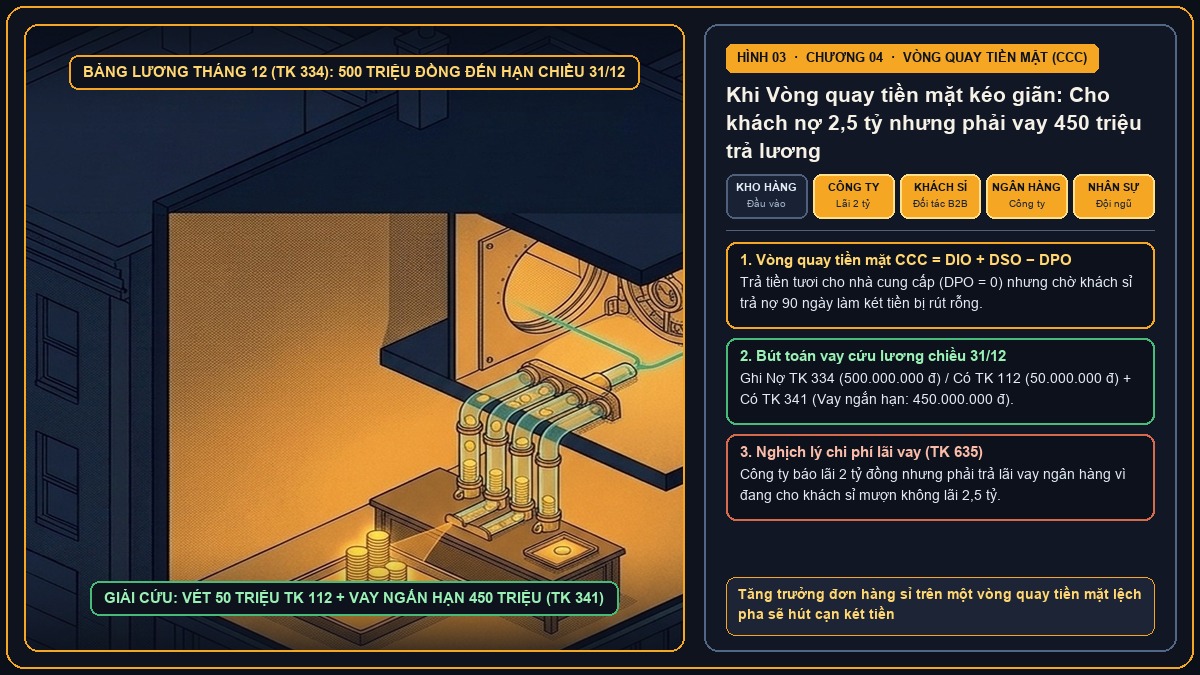 BẢNG LƯƠNG THÁNG 12 (TK 334): 500 TRIỆU ĐỒNG ĐẾN HẠN CHIỀU 31/12
GIẢI CỨU: VÉT 50 TRIỆU TK 112 + VAY NGẮN HẠN 450 TRIỆU (TK 341)
HÌNH 03 · CHƯƠNG 04 · VÒNG QUAY TIỀN MẶT (CCC)
Khi Vòng quay tiền mặt kéo giãn: Cho
khách nợ 2,5 tỷ nhưng phải vay 450 triệu
trả lương
KHO HÀNG
Đầu vào
CÔNG TY
Lãi 2 tỷ
KHÁCH SỈ
Đối tác B2B
NGÂN HÀNG
Công ty
NHÂN SỰ
Đội ngũ
1. Vòng quay tiền mặt CCC = DIO + DSO − DPO
Trả tiền tươi cho nhà cung cấp (DPO = 0) nhưng chờ khách sỉ
trả nợ 90 ngày làm két tiền bị rút rỗng.
2. Bút toán vay cứu lương chiều 31/12
Ghi Nợ TK 334 (500.000.000 đ) / Có TK 112 (50.000.000 đ) +
Có TK 341 (Vay ngắn hạn: 450.000.000 đ).
3. Nghịch lý chi phí lãi vay (TK 635)
Công ty báo lãi 2 tỷ đồng nhưng phải trả lãi vay ngân hàng vì
đang cho khách sỉ mượn không lãi 2,5 tỷ.
Tăng trưởng đơn hàng sỉ trên một vòng quay tiền mặt lệch
pha sẽ hút cạn két tiền